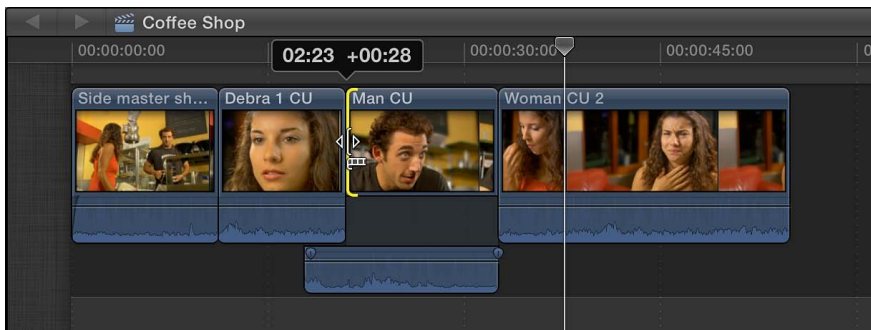 Coffee Shop
00:00:00:00
00:00:30:00
00:00:45:00
0
02:23 +00:28
Side master sh...
Debra 1 CU
Man CU
Woman CU 2